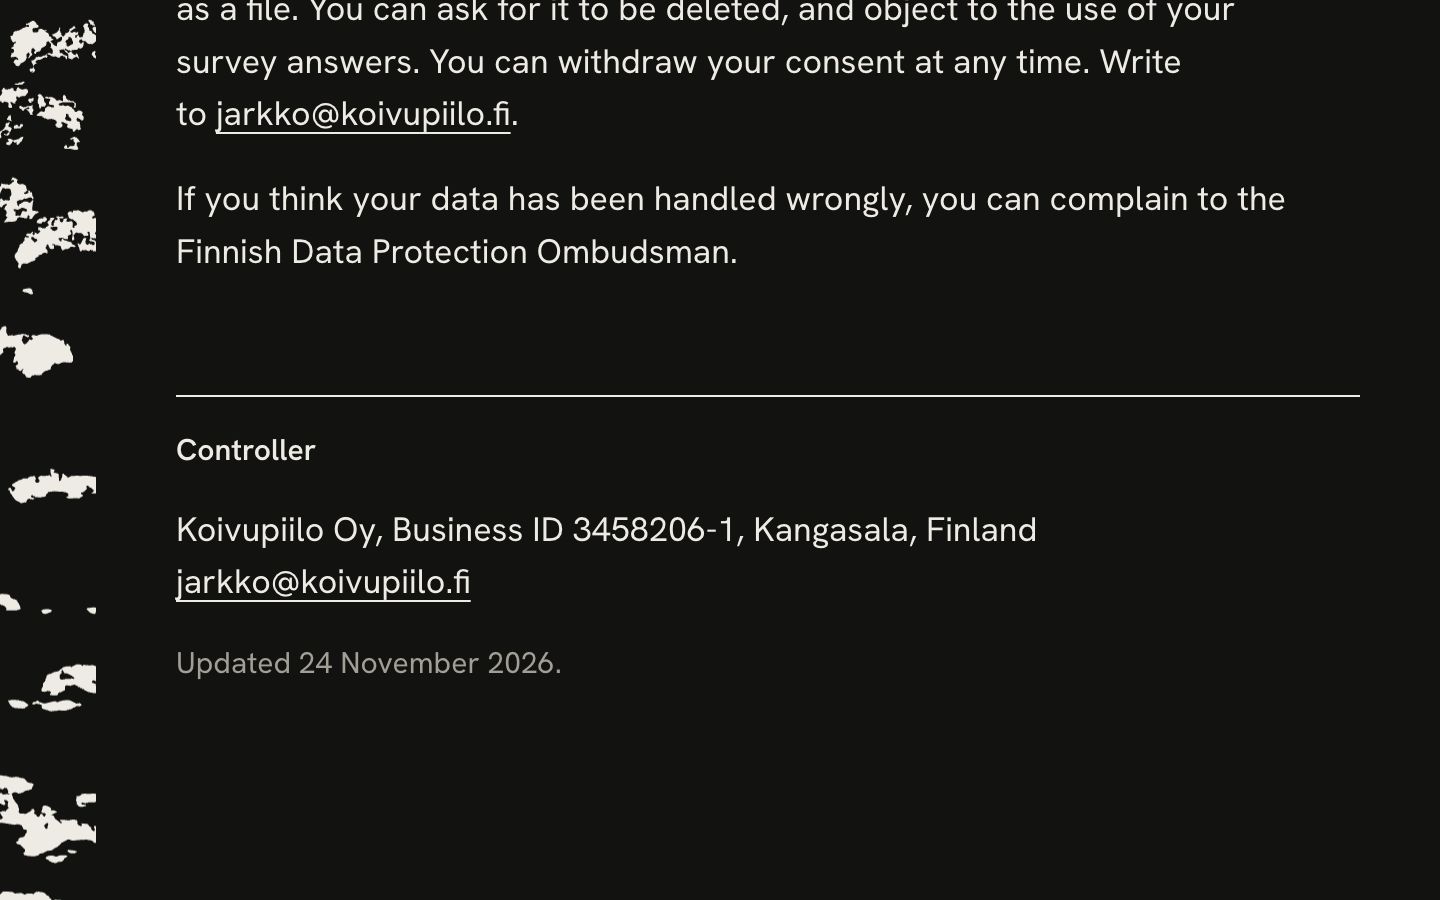 as a file. You can ask for it to be deleted, and object to the use of your
survey answers. You can withdraw your consent at any time. Write
to jarkko@koivupiilo.fi.
If you think your data has been handled wrongly, you can complain to the
Finnish Data Protection Ombudsman.
Controller
Koivupiilo Oy, Business ID 3458206-1, Kangasala, Finland
jarkko@koivupiilo.fi
Updated 24 November 2026.